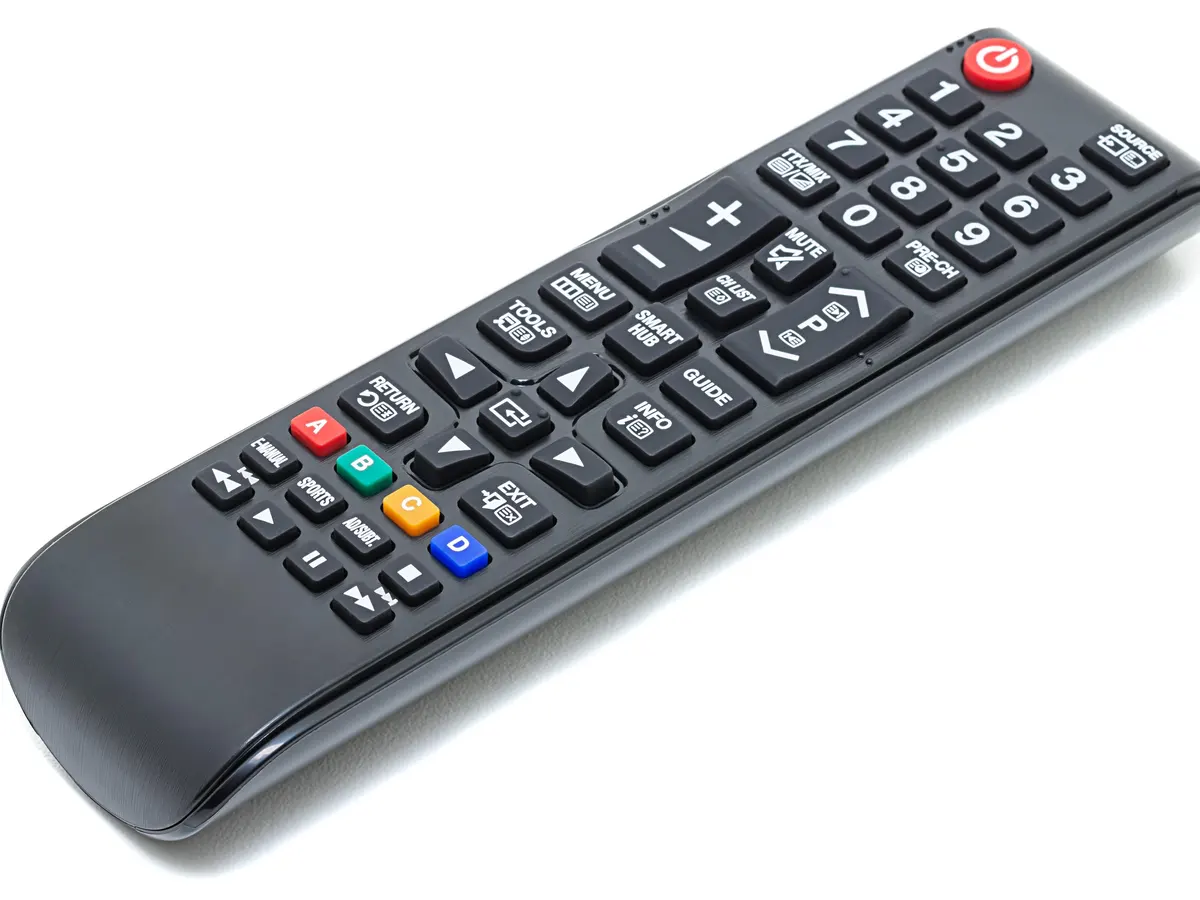 SOURCE
1 2 3
4 5 6
7 8 9
TTX/MIX 0 PRE-CH
MUTE
+
−
CH LIST
P
MENU SMART HUB GUIDE
TOOLS INFO
RETURN EXIT
A B C D
E-MANUAL SPORTS AD/SUBT.